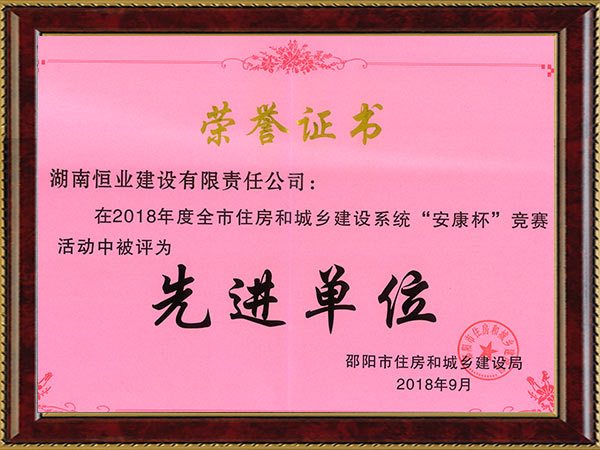 荣誉证书
湖南恒业建设有限责任公司：
在2018年度全市住房和城乡建设系统“安康杯”竞赛
活动中被评为
先进单位
邵阳市住房和城乡建设局
2018年9月